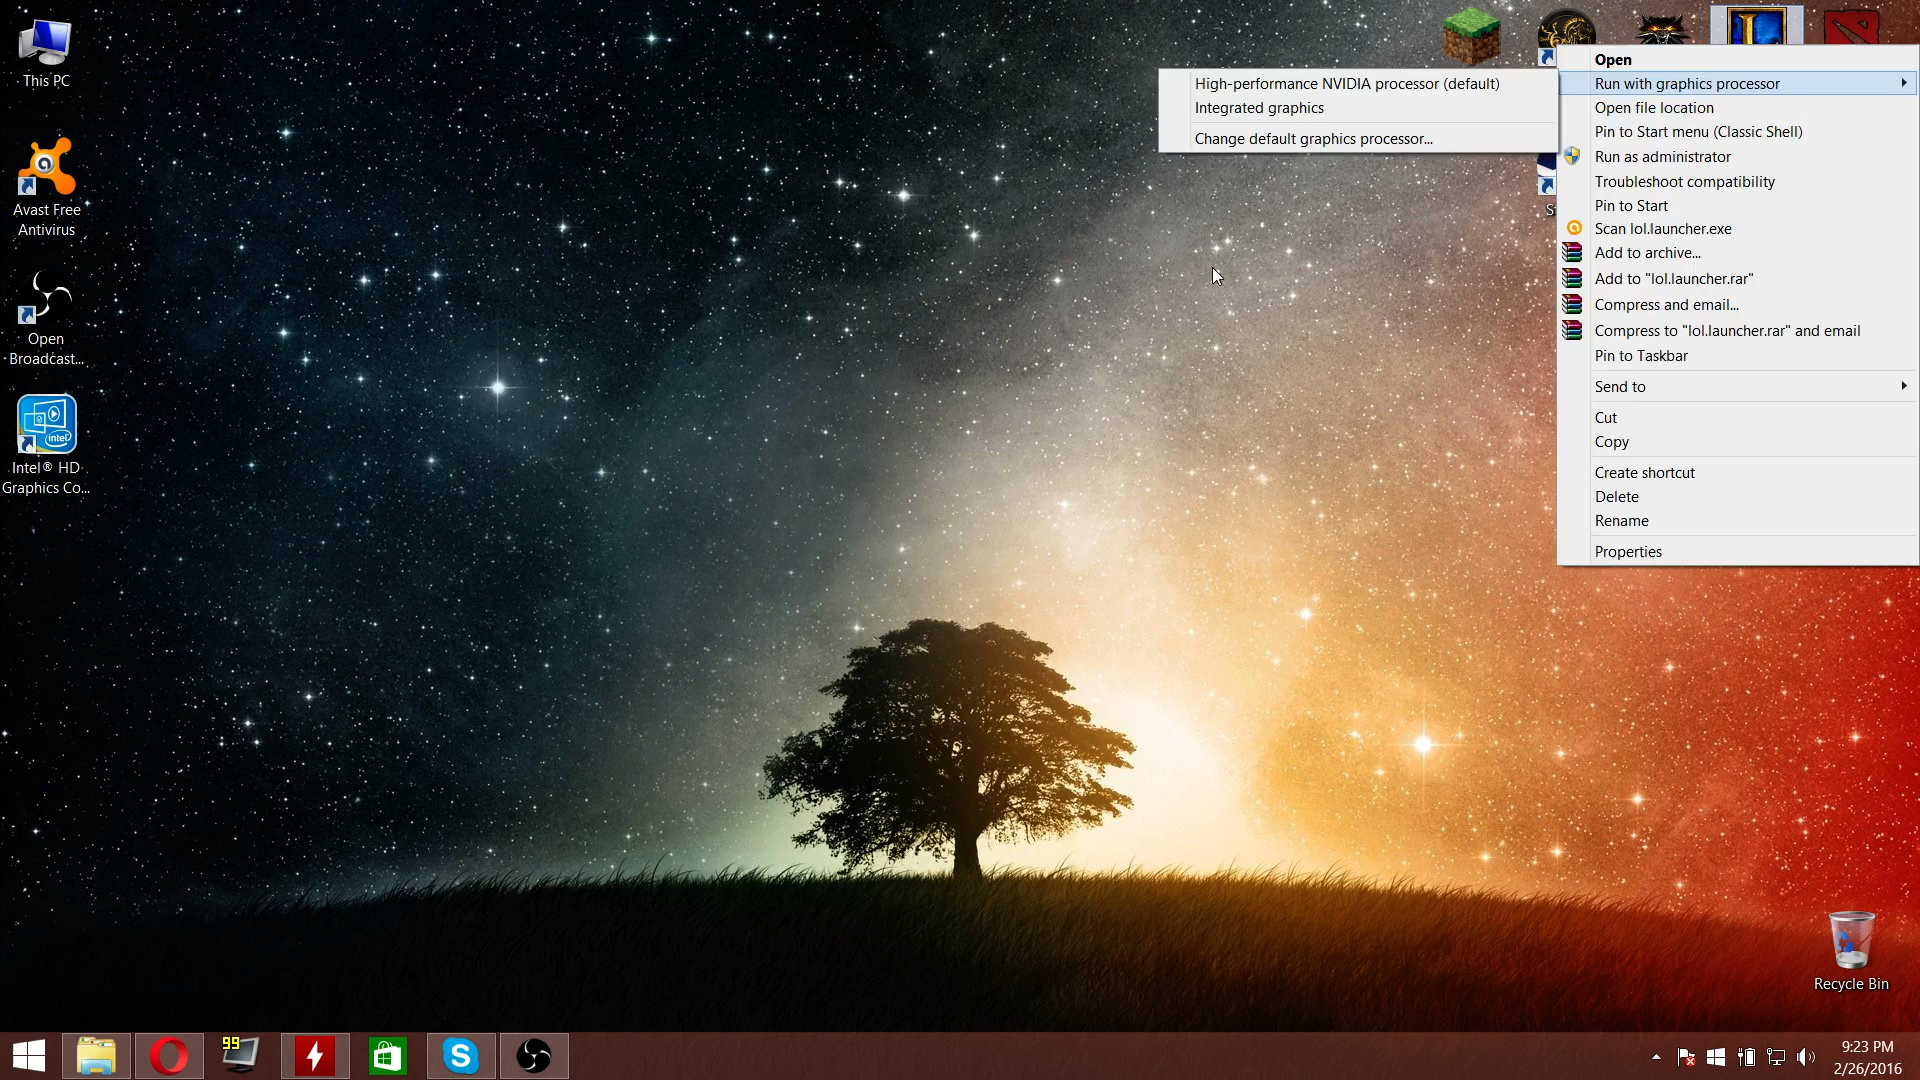 This PC
Avast Free
Antivirus
Open
Broadcast...
intel
Intel® HD
Graphics Co...
L
High-performance NVIDIA processor (default)
Integrated graphics
Change default graphics processor...
Open
Run with graphics processor
Open file location
Pin to Start menu (Classic Shell)
Run as administrator
Troubleshoot compatibility
Pin to Start
Scan lol.launcher.exe
Add to archive...
Add to "lol.launcher.rar"
Compress and email...
Compress to "lol.launcher.rar" and email
Pin to Taskbar
Send to
Cut
Copy
Create shortcut
Delete
Rename
Properties
Recycle Bin
99
9:23 PM
2/26/2016